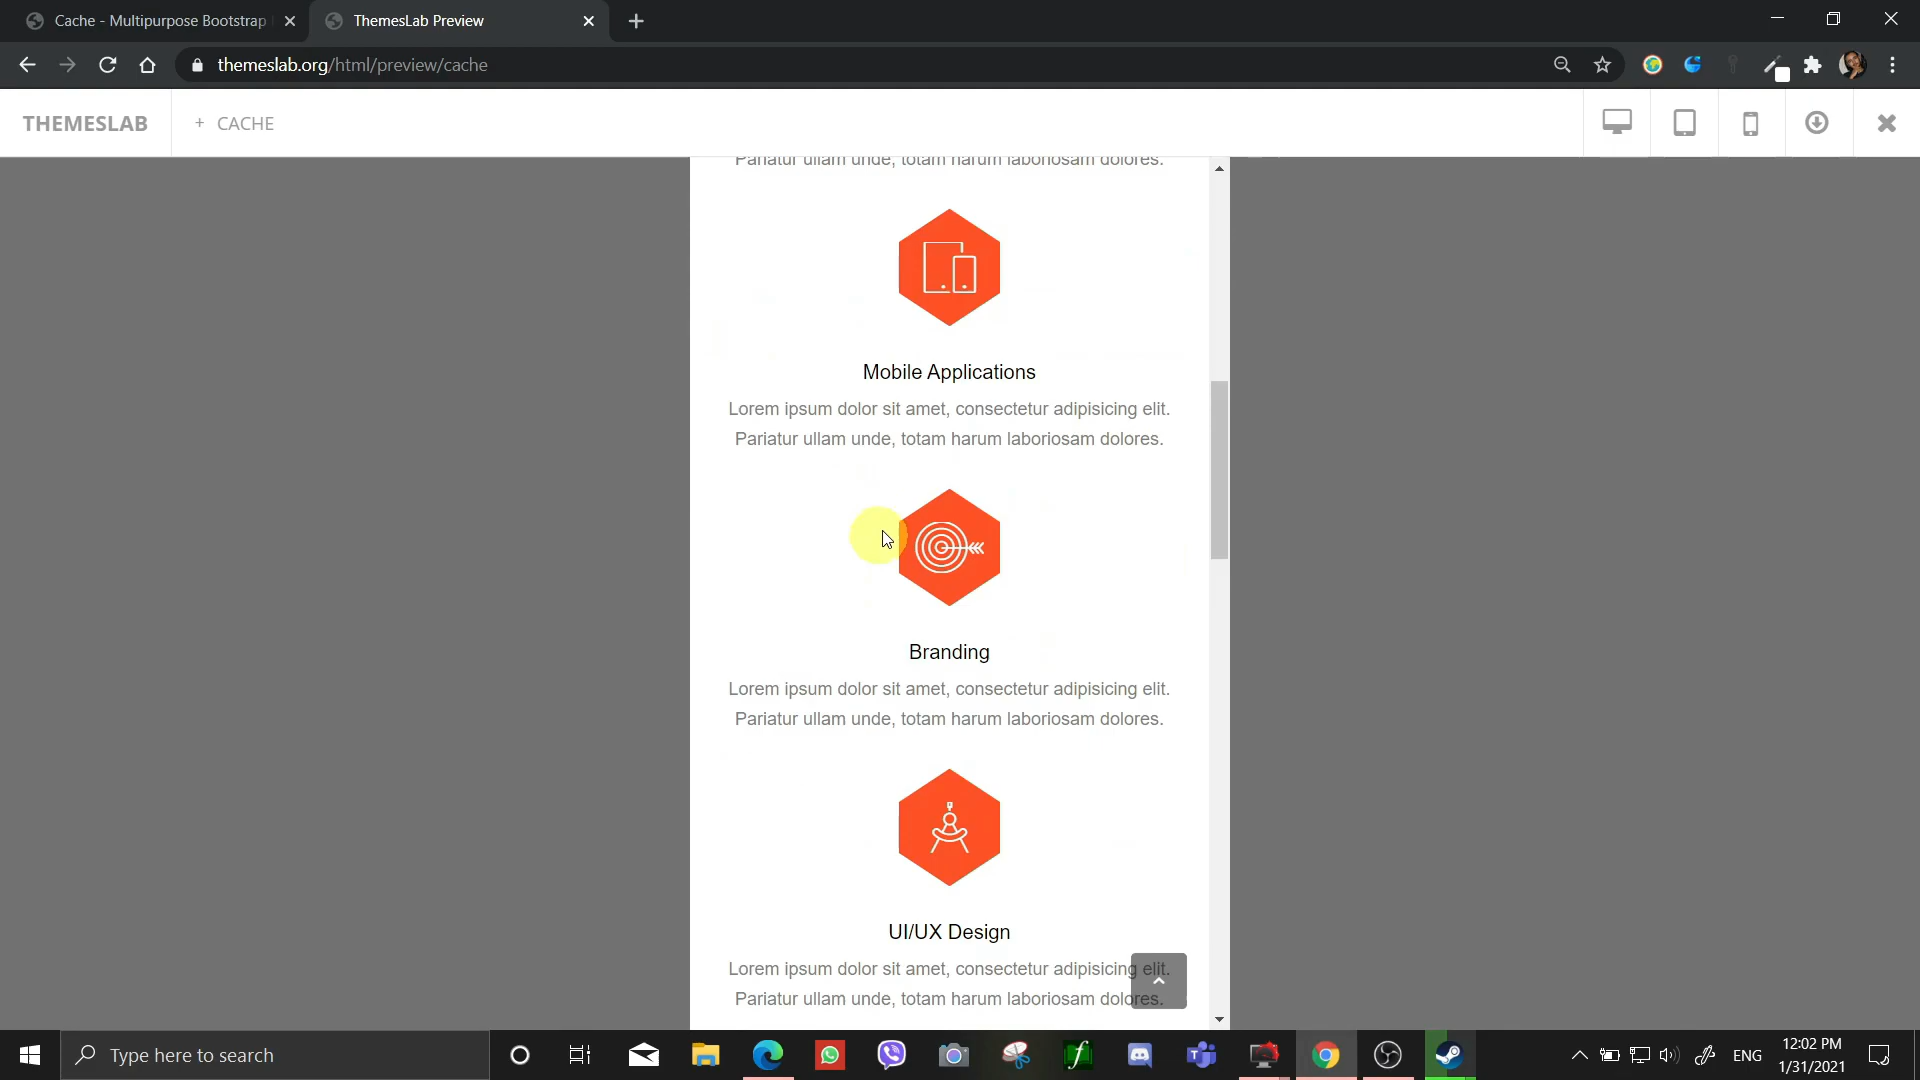 Cache - Multipurpose Bootstrap
ThemesLab Preview
themeslab.org/html/preview/cache
THEMESLAB
+ CACHE
Pariatur ullam unde, totam harum laboriosam dolores.
Mobile Applications
Lorem ipsum dolor sit amet, consectetur adipisicing elit.
Pariatur ullam unde, totam harum laboriosam dolores.
Branding
Lorem ipsum dolor sit amet, consectetur adipisicing elit.
Pariatur ullam unde, totam harum laboriosam dolores.
UI/UX Design
Lorem ipsum dolor sit amet, consectetur adipisicing elit.
Pariatur ullam unde, totam harum laboriosam dolores.
Type here to search
ENG
12:02 PM
1/31/2021